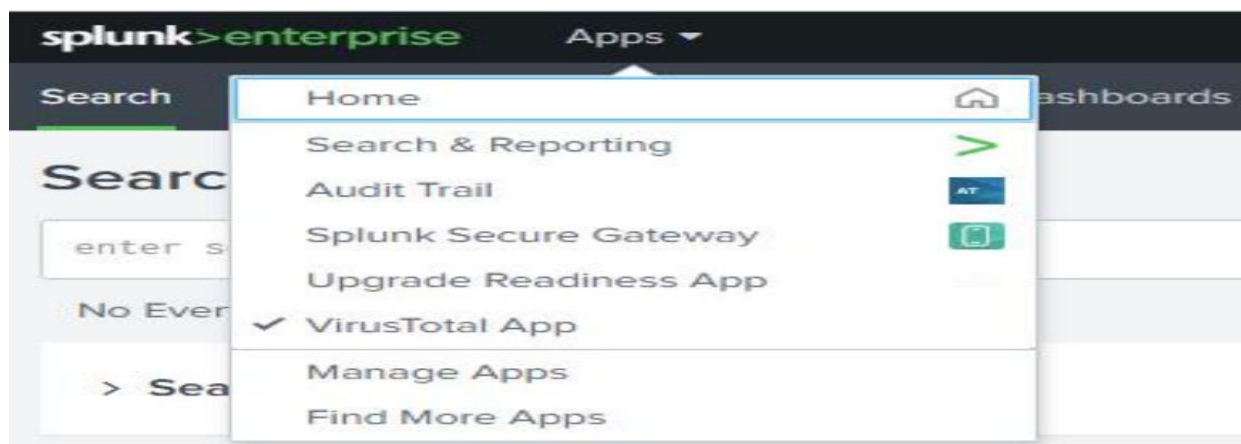 splunk>enterprise Apps
Search ashboards
Home
Search & Reporting
Audit Trail AT
Splunk Secure Gateway
Upgrade Readiness App
VirusTotal App
Manage Apps
Find More Apps
Searc
enter s
No Ever
> Sea